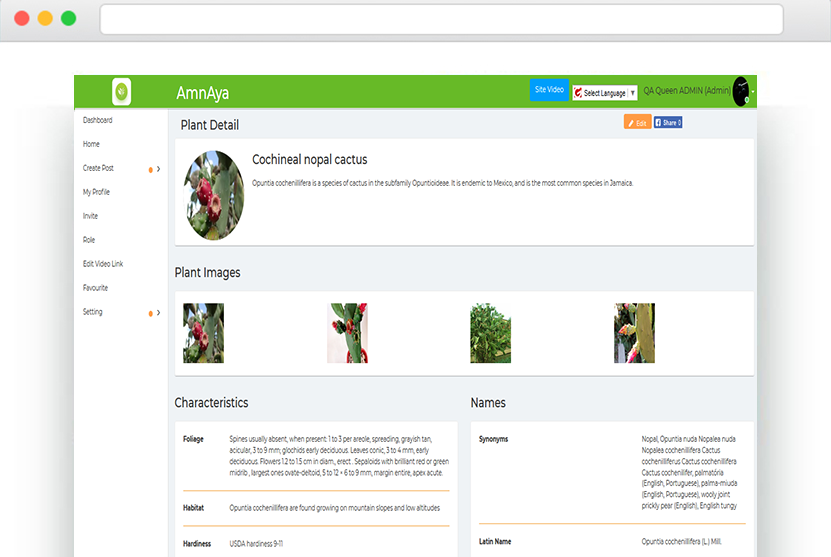 AmnAya
Site Video
Select Language ▼
QA Queen ADMIN (Admin)
Dashboard
Home
Create Post
My Profile
Invite
Role
Edit Video Link
Favourite
Setting
Plant Detail
Edit
Share 0
Cochineal nopal cactus
Opuntia cochenillifera is a species of cactus in the subfamily Opuntioideae. It is endemic to Mexico, and is the most common species in Jamaica.
Plant Images
Characteristics
Foliage
Spines usually absent, when present: 1 to 3 per areole, spreading, grayish tan,
acicular, 3 to 9 mm; glochids early deciduous. Leaves conic, 3 to 4 mm, early
deciduous. Flowers 1.2 to 1.5 cm in diam., erect . Sepaloids with brilliant red or green
midrib , largest ones ovate-deltoid, 5 to 12 × 6 to 9 mm, margin entire, apex acute.
Habitat
Opuntia cochenillifera are found growing on mountain slopes and low altitudes
Hardiness
USDA hardiness 9-11
Names
Synonyms
Nopal, Opuntia nuda Nopalea nuda
Nopalea cochenillifera Cactus
cochenilliferus Cactus cochenillifera
Cactus cochenilifer, palmatória
(English, Portuguese), palma-miuda
(English, Portuguese), wooly joint
prickly pear (English), English tungy
Latin Name
Opuntia cochenillifera (L.) Mill.